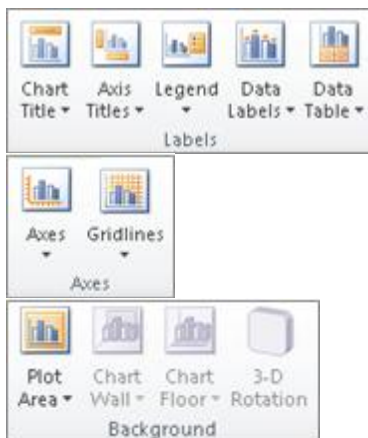 Chart Axis Legend Data Data
Title Titles Labels Table
Labels
Axes Gridlines
Axes
Plot Chart Chart 3-D
Area Wall Floor Rotation
Background